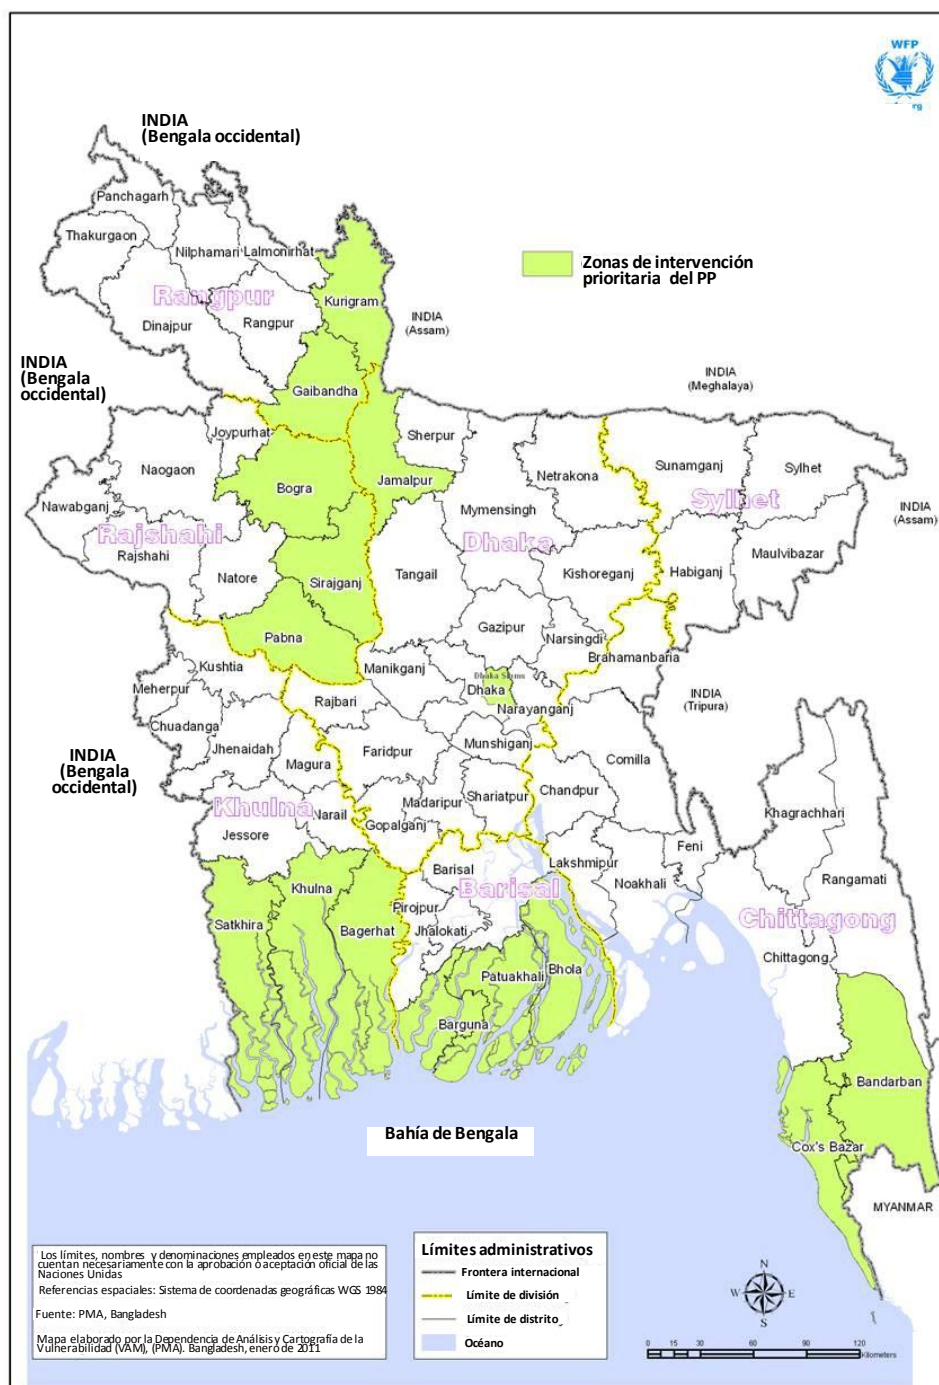 WFP
INDIA
(Bengala occidental)
Panchagarh
Thakurgaon
Nilphamari
Lalmonirhat
Zonas de intervención
prioritaria del PP
Rangpur
Kurigram
Dinajpur
Rangpur
INDIA
(Assam)
INDIA
(Bengala
occidental)
INDIA
(Meghalaya)
Gaibandha
Joypurhat
Sherpur
Naogaon
Sunamganj
Sylhet
Netrakona
Bogra
Jamalpur
Nawabganj
Mymensingh
Sylhet
INDIA
(Assam)
Rajshahi
Dhaka
Rajshahi
Maulvibazar
Natore
Sirajganj
Tangail
Kishoreganj
Habiganj
Gazipur
Pabna
Narsingdi
Kushtia
Manikganj
Brahamanbaria
Dhaka Slums
Meherpur
Dhaka
Rajbari
Narayanganj
INDIA
(Tripura)
Chuadanga
Jhenaidah
Faridpur
Munshiganj
Comilla
INDIA
(Bengala
occidental)
Magura
Madaripur
Shariatpur
Chandpur
Khulna
Narail
Gopalganj
Khagrachhari
Jessore
Feni
Barisal
Lakshmipur
Khulna
Barisal
Noakhali
Rangamati
Pirojpur
Satkhira
Bagerhat
Jhalokati
Chittagong
Chittagong
Patuakhali
Bhola
Barguna
Bandarban
Bahía de Bengala
Cox's Bazar
MYANMAR
Los límites, nombres y denominaciones empleados en este mapa no
cuentan necesariamente con la aprobación o aceptación oficial de las
Naciones Unidas
Referencias espaciales: Sistema de coordenadas geográficas WGS 1984
Fuente: PMA, Bangladesh
Mapa elaborado por la Dependencia de Análisis y Cartografía de la
Vulnerabilidad (VAM), (PMA). Bangladesh, enero de 2011
Límites administrativos
Frontera internacional
Límite de división
Límite de distrito
Océano
N
W
E
S
0 15 30 60 90 120
Kilometers